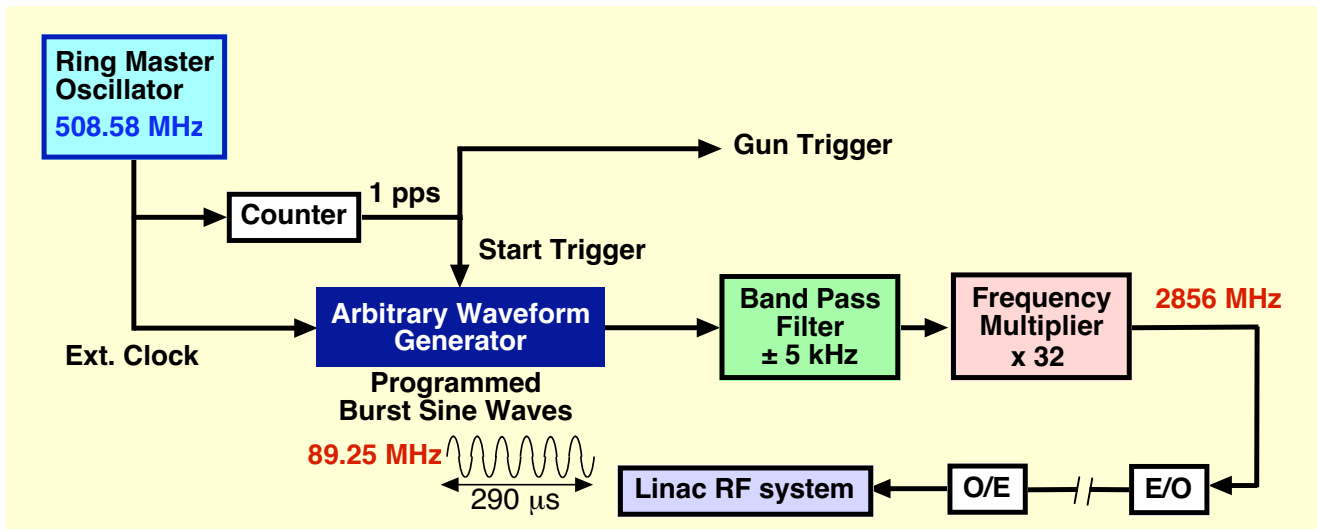 Ring Master
Oscillator
508.58 MHz
Counter
1 pps
Gun Trigger
Start Trigger
Ext. Clock
Arbitrary Waveform
Generator
Programmed
Burst Sine Waves
89.25 MHz
290 μs
Band Pass
Filter
± 5 kHz
Frequency
Multiplier
x 32
2856 MHz
E/O
O/E
Linac RF system